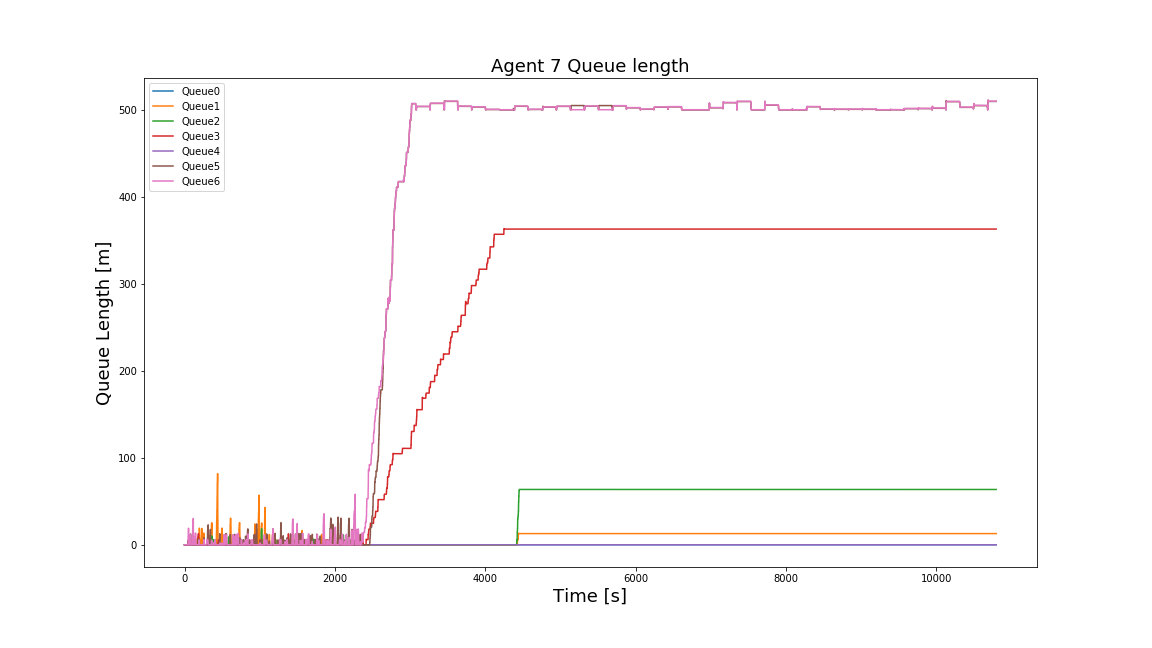 Agent 7 Queue length
Queue0
Queue1
Queue2
Queue3
Queue4
Queue5
Queue6
500
400
300
200
100
0
Queue Length [m]
0 2000 4000 6000 8000 10000
Time [s]